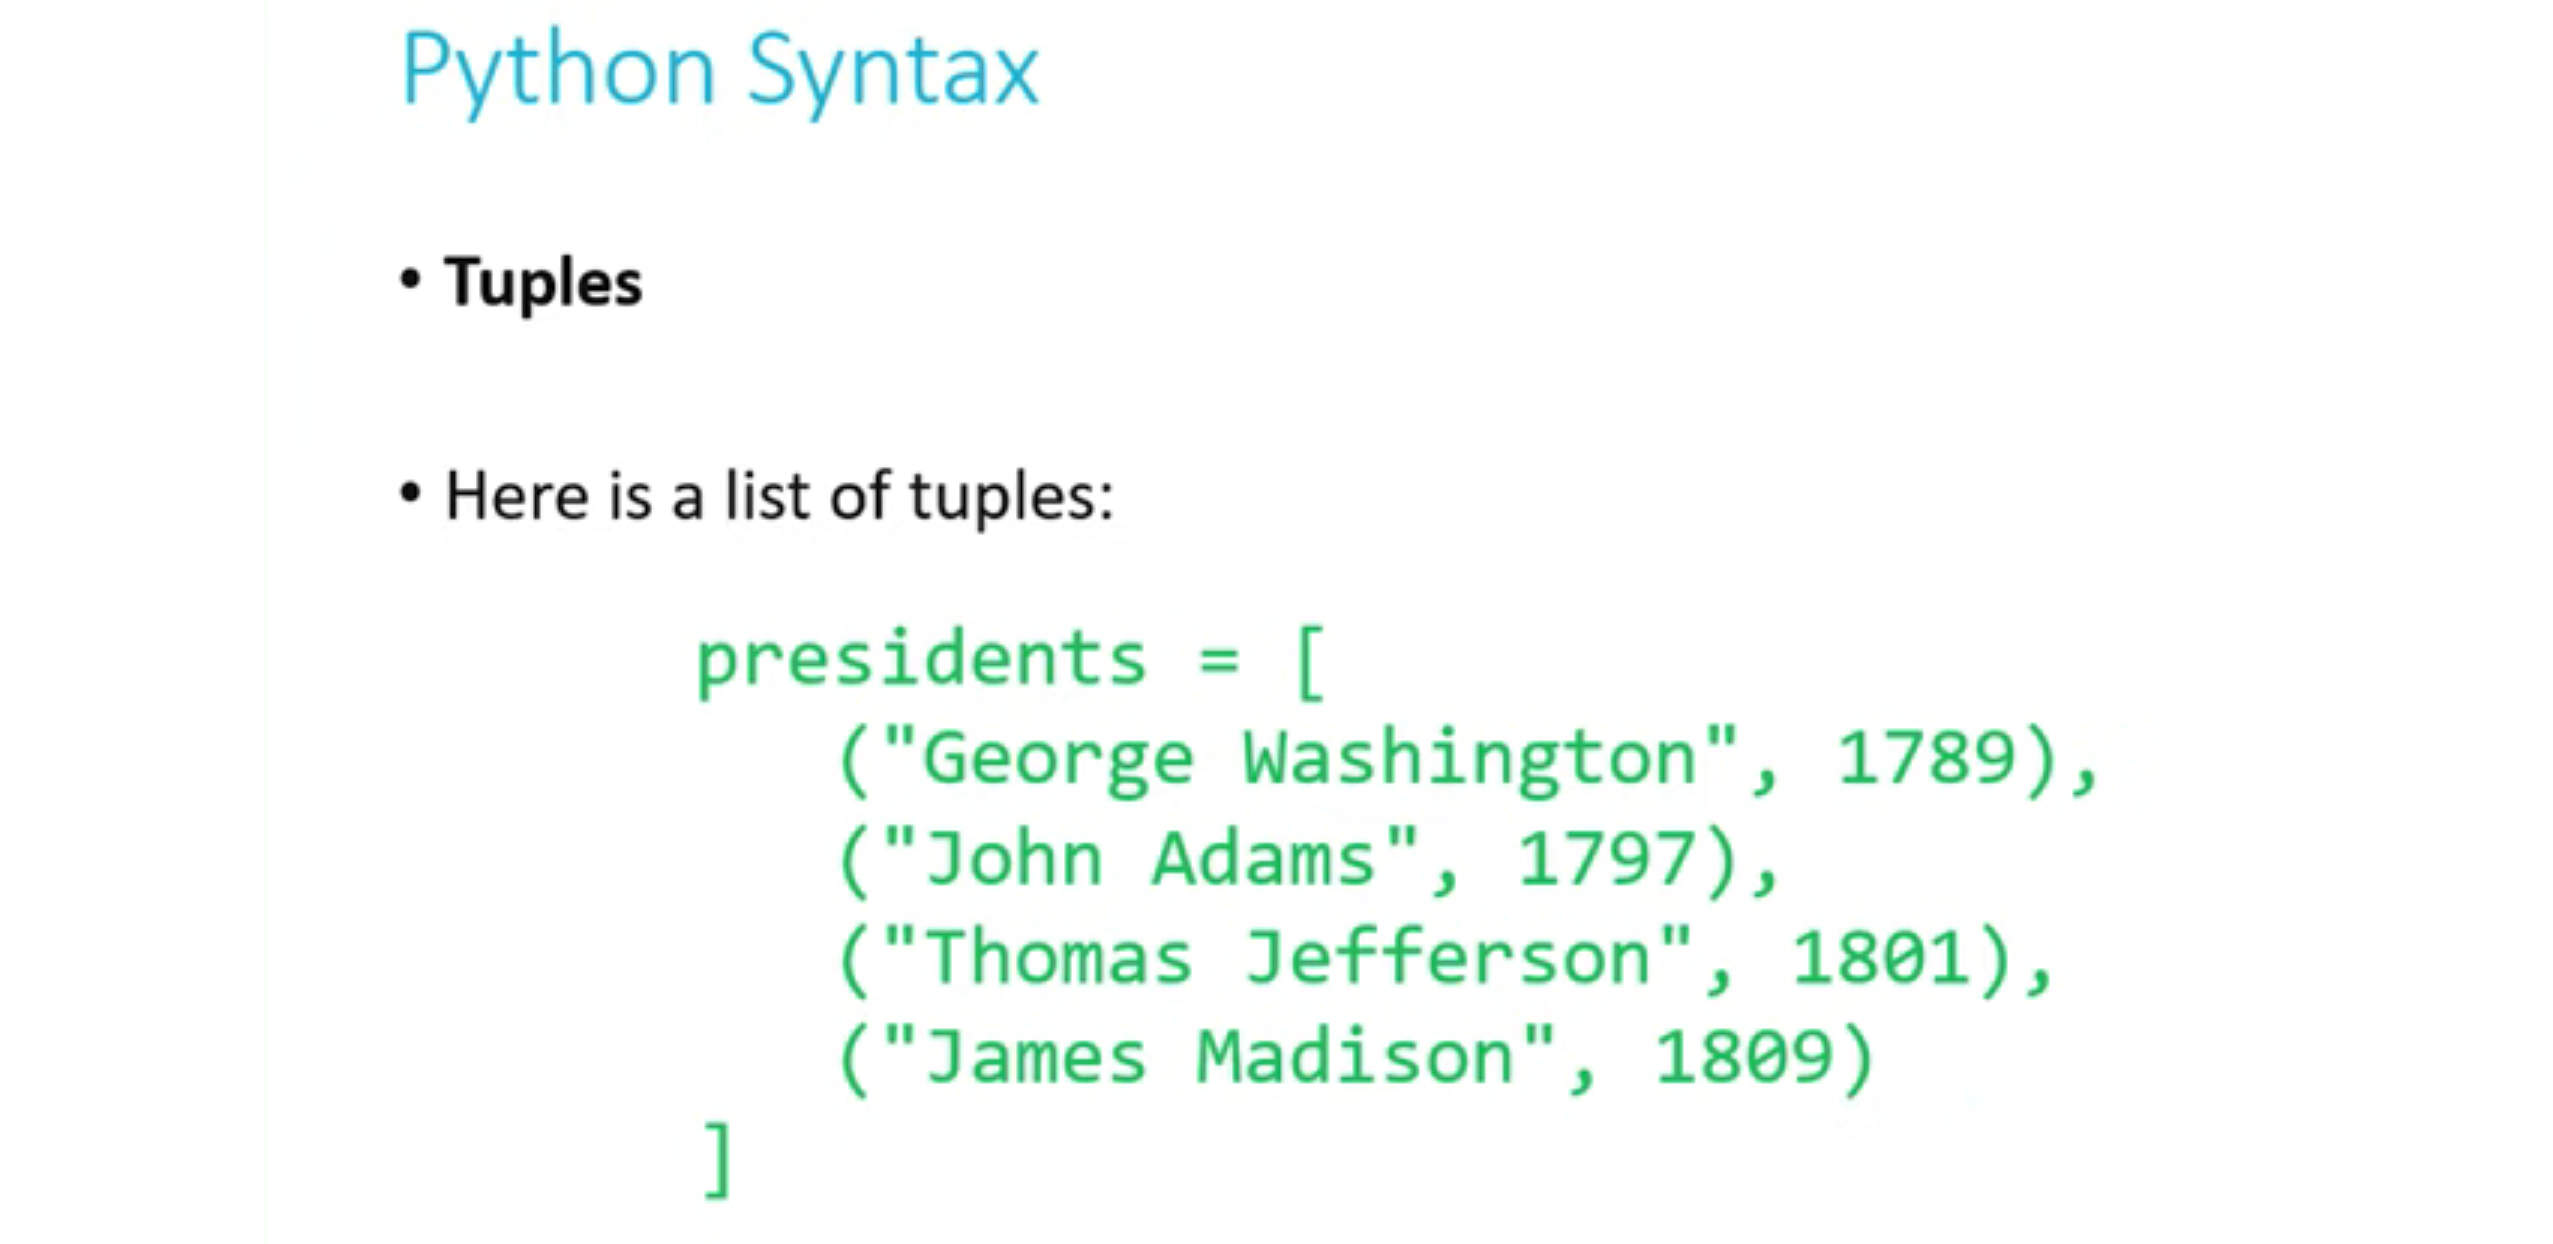 Python Syntax
• Tuples
• Here is a list of tuples:
presidents = [
("George Washington", 1789),
("John Adams", 1797),
("Thomas Jefferson", 1801),
("James Madison", 1809)
]